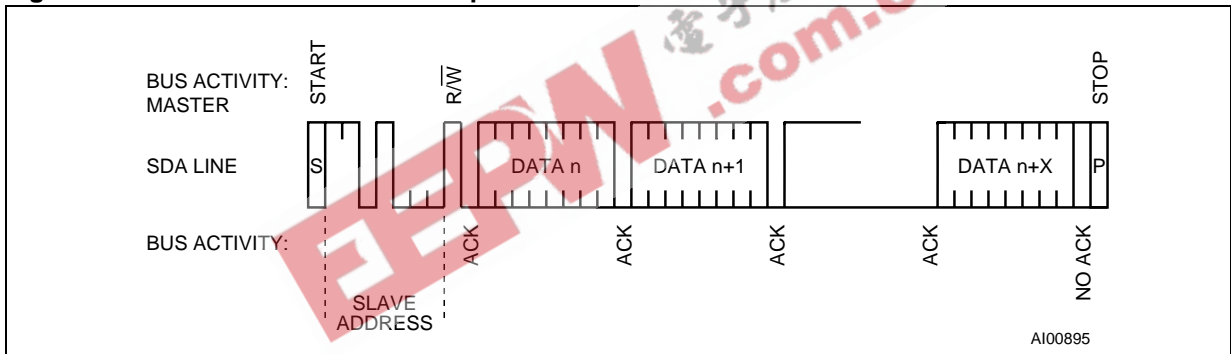 BUS ACTIVITY:
MASTER
START
R/W
STOP
SDA LINE
S
DATA n
DATA n+1
DATA n+X
P
BUS ACTIVITY:
ACK
ACK
ACK
ACK
NO ACK
SLAVE
ADDRESS
AI00895
EEPW
.com.